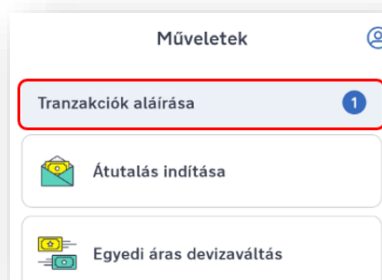 Műveletek
Tranzakciók aláírása 1
Átutalás indítása
Egyedi áras devizaváltás